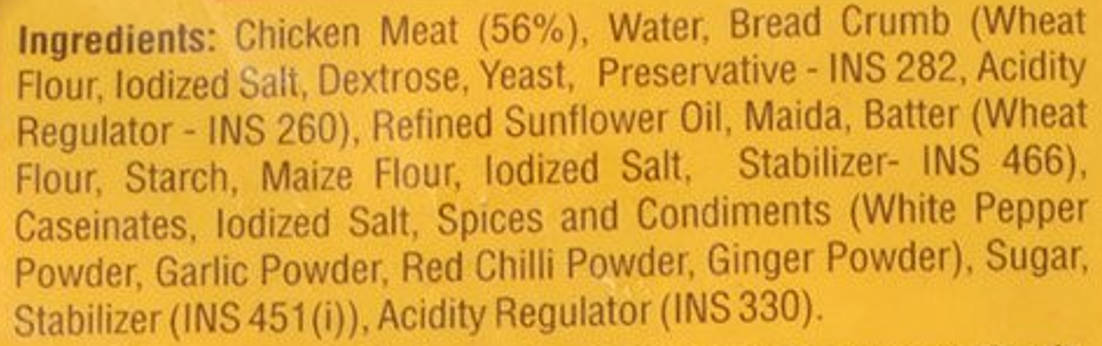 Ingredients: Chicken Meat (56%), Water, Bread Crumb (Wheat
Flour, Iodized Salt, Dextrose, Yeast, Preservative - INS 282, Acidity
Regulator - INS 260), Refined Sunflower Oil, Maida, Batter (Wheat
Flour, Starch, Maize Flour, Iodized Salt, Stabilizer- INS 466),
Caseinates, Iodized Salt, Spices and Condiments (White Pepper
Powder, Garlic Powder, Red Chilli Powder, Ginger Powder), Sugar,
Stabilizer (INS 451(i)), Acidity Regulator (INS 330).